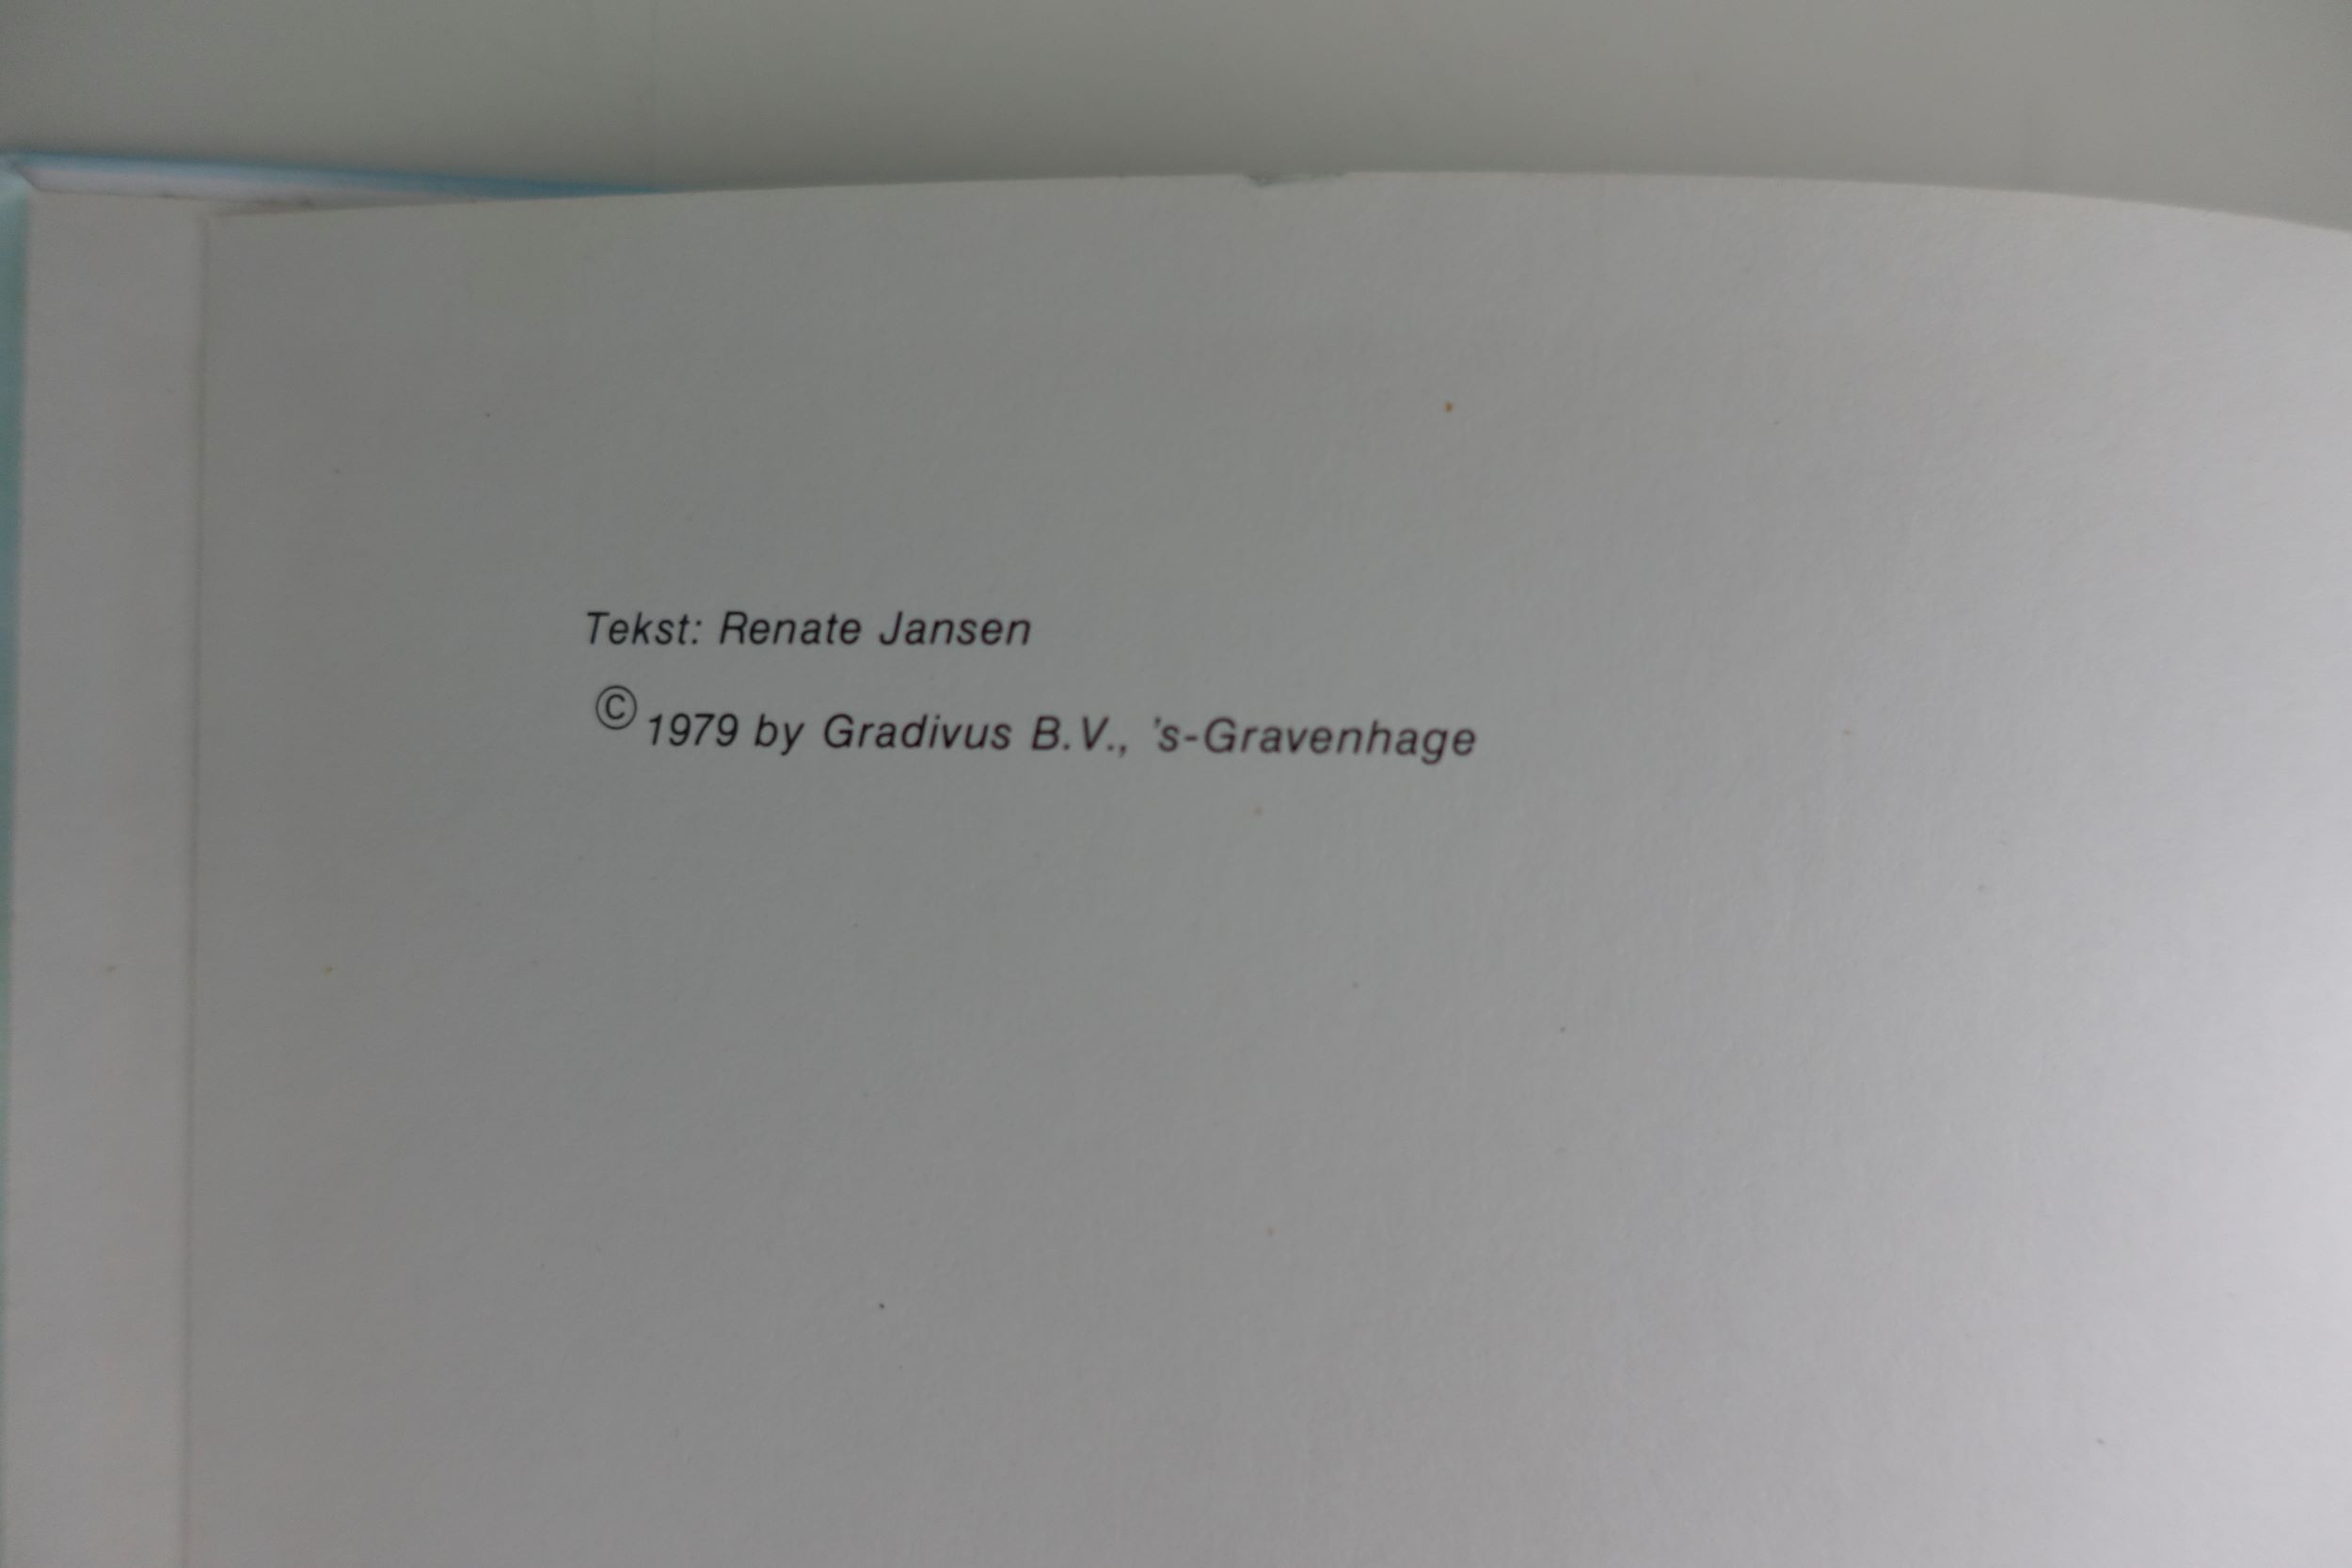 Tekst: Renate Jansen
© 1979 by Gradivus B.V., 's-Gravenhage